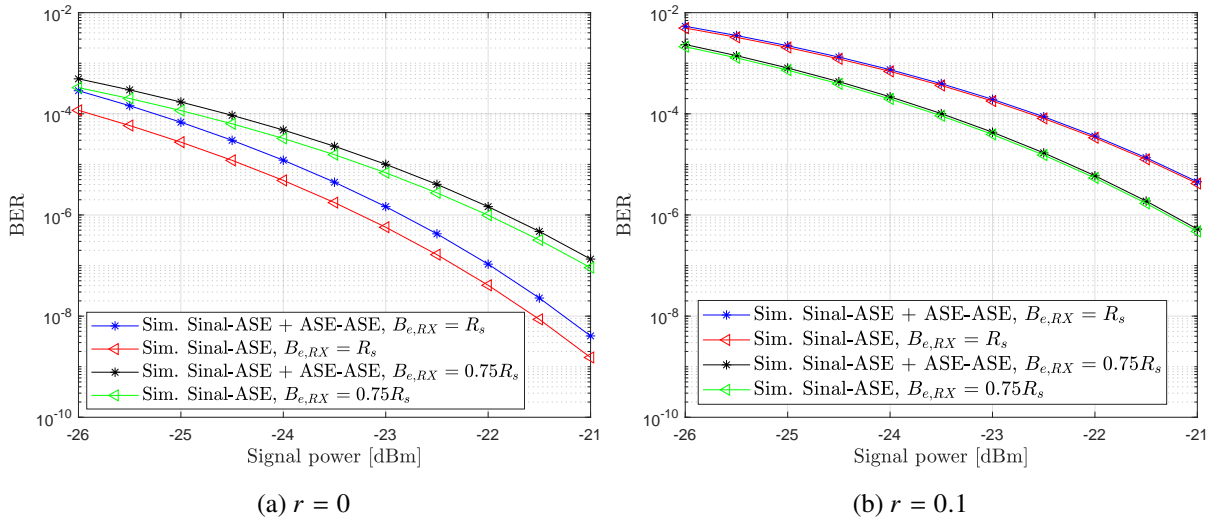 10^-2
10^-4
10^-6
10^-8
10^-10
BER
Sim. Sinal-ASE + ASE-ASE, B_{e,RX} = R_s
Sim. Sinal-ASE, B_{e,RX} = R_s
Sim. Sinal-ASE + ASE-ASE, B_{e,RX} = 0.75R_s
Sim. Sinal-ASE, B_{e,RX} = 0.75R_s
-26 -25 -24 -23 -22 -21
Signal power [dBm]
(a) r = 0
10^-2
10^-4
10^-6
10^-8
10^-10
BER
Sim. Sinal-ASE + ASE-ASE, B_{e,RX} = R_s
Sim. Sinal-ASE, B_{e,RX} = R_s
Sim. Sinal-ASE + ASE-ASE, B_{e,RX} = 0.75R_s
Sim. Sinal-ASE, B_{e,RX} = 0.75R_s
-26 -25 -24 -23 -22 -21
Signal power [dBm]
(b) r = 0.1